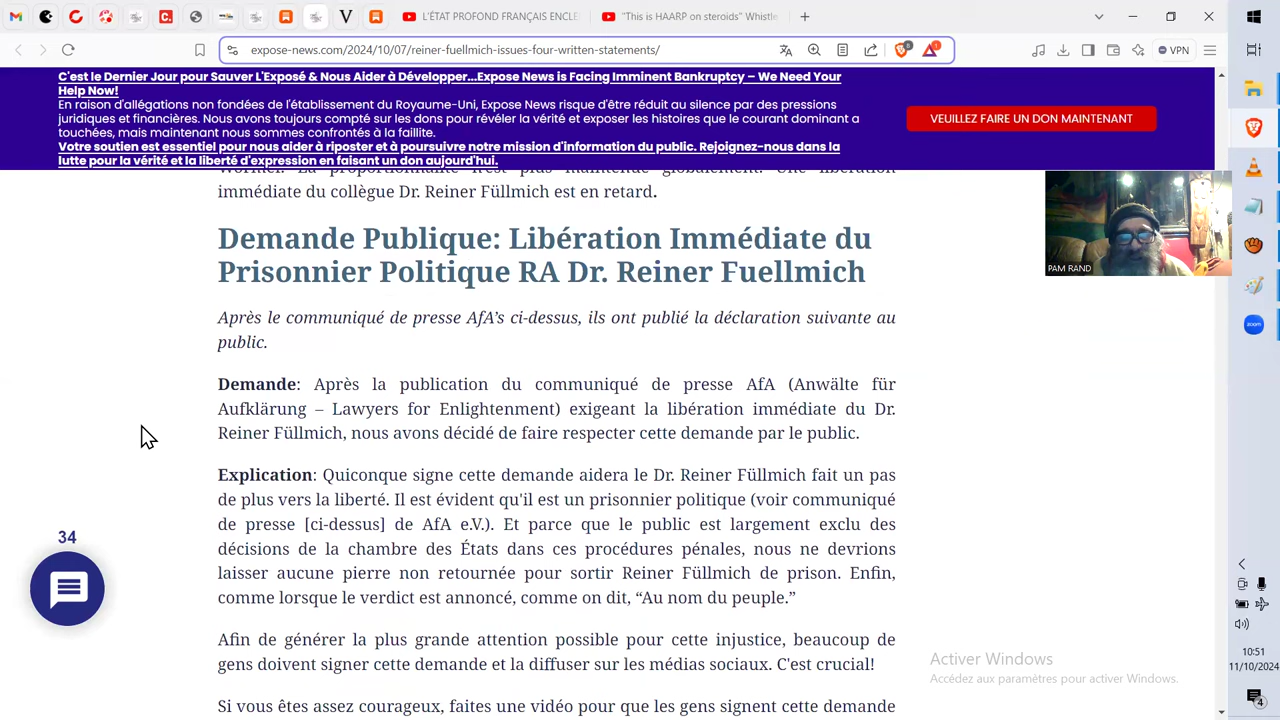 L'ÉTAT PROFOND FRANÇAIS ENCLE
"This is HAARP on steroids" Whistle
expose-news.com/2024/10/07/reiner-fuellmich-issues-four-written-statements/
VPN
C'est le Dernier Jour pour Sauver L'Exposé & Nous Aider à Développer...Expose News is Facing Imminent Bankruptcy – We Need Your
Help Now!
En raison d'allégations non fondées de l'établissement du Royaume-Uni, Expose News risque d'être réduit au silence par des pressions
juridiques et financières. Nous avons toujours compté sur les dons pour révéler la vérité et exposer les histoires que le courant dominant a
touchées, mais maintenant nous sommes confrontés à la faillite.
Votre soutien est essentiel pour nous aider à riposter et à poursuivre notre mission d'information du public. Rejoignez-nous dans la
lutte pour la vérité et la liberté d'expression en faisant un don aujourd'hui.
VEUILLEZ FAIRE UN DON MAINTENANT
immédiate du collègue Dr. Reiner Füllmich est en retard.
PAM RAND
Demande Publique: Libération Immédiate du
Prisonnier Politique RA Dr. Reiner Fuellmich
Après le communiqué de presse AfA's ci-dessus, ils ont publié la déclaration suivante au
public.
Demande: Après la publication du communiqué de presse AfA (Anwälte für
Aufklärung – Lawyers for Enlightenment) exigeant la libération immédiate du Dr.
Reiner Füllmich, nous avons décidé de faire respecter cette demande par le public.
Explication: Quiconque signe cette demande aidera le Dr. Reiner Füllmich fait un pas
de plus vers la liberté. Il est évident qu'il est un prisonnier politique (voir communiqué
de presse [ci-dessus] de AfA e.V.). Et parce que le public est largement exclu des
décisions de la chambre des États dans ces procédures pénales, nous ne devrions
laisser aucune pierre non retournée pour sortir Reiner Füllmich de prison. Enfin,
comme lorsque le verdict est annoncé, comme on dit, “Au nom du peuple.”
34
Afin de générer la plus grande attention possible pour cette injustice, beaucoup de
gens doivent signer cette demande et la diffuser sur les médias sociaux. C'est crucial!
Si vous êtes assez courageux, faites une vidéo pour que les gens signent cette demande
Activer Windows
Accédez aux paramètres pour activer Windows.
zoom
10:51
11/10/2024
4